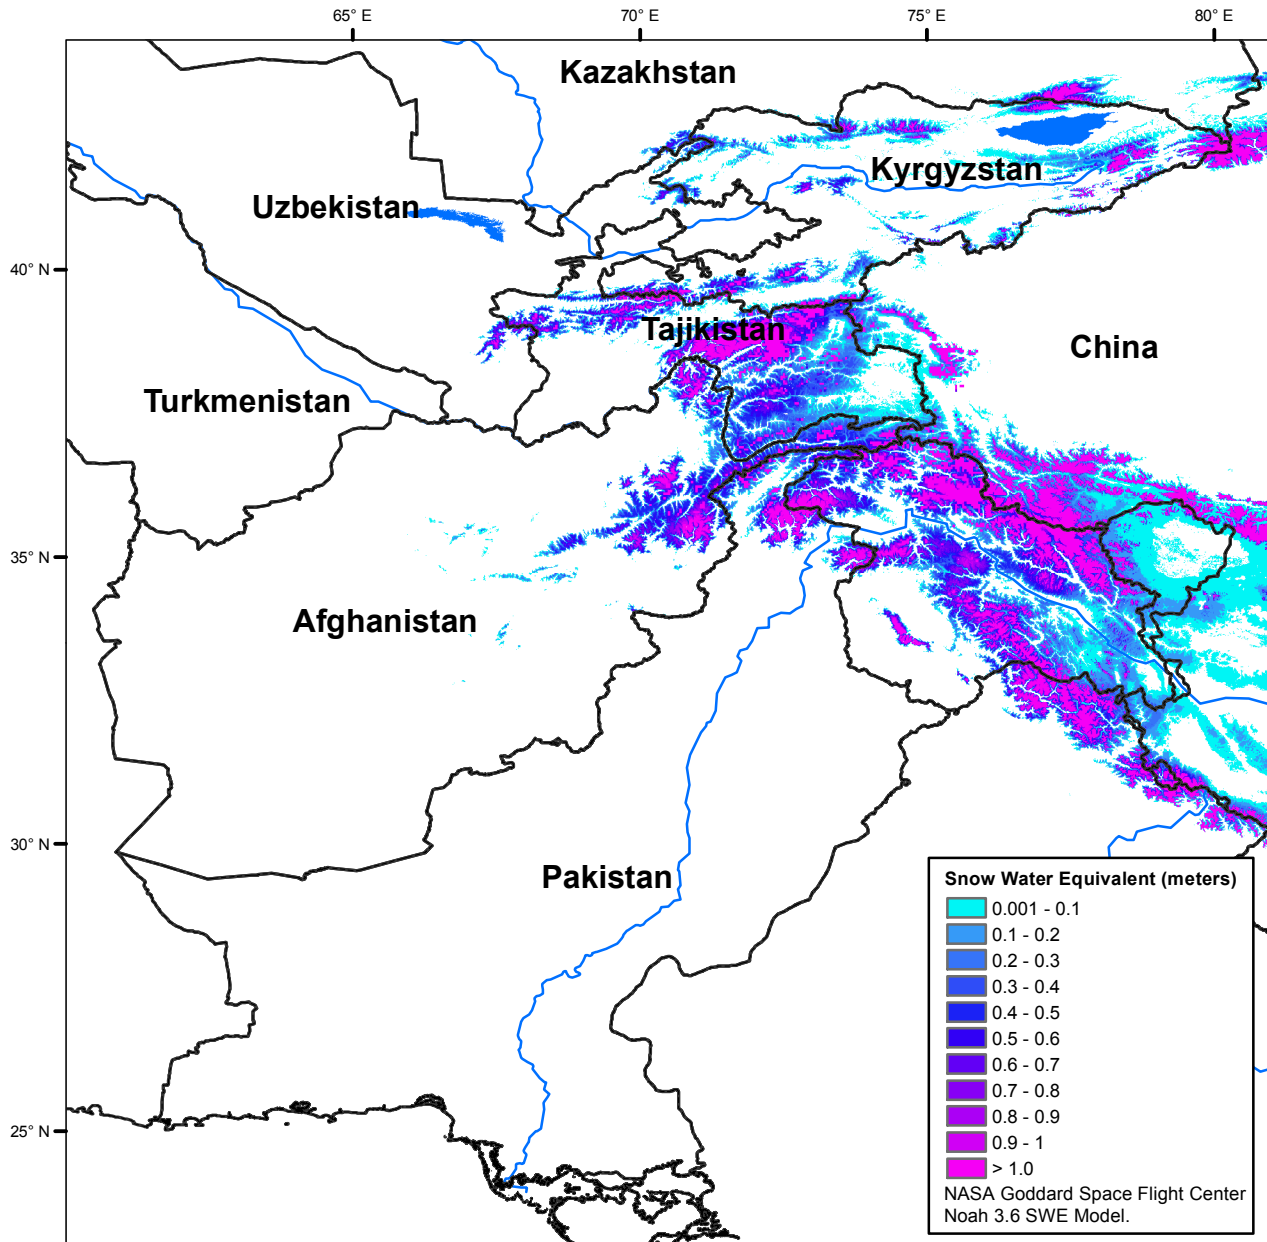 65° E
70° E
75° E
80° E
Kazakhstan
Kyrgyzstan
Uzbekistan
40° N
Tajikistan
China
Turkmenistan
35° N
Afghanistan
30° N
Pakistan
25° N
Snow Water Equivalent (meters)
0.001 - 0.1
0.1 - 0.2
0.2 - 0.3
0.3 - 0.4
0.4 - 0.5
0.5 - 0.6
0.6 - 0.7
0.7 - 0.8
0.8 - 0.9
0.9 - 1
> 1.0
NASA Goddard Space Flight Center
Noah 3.6 SWE Model.